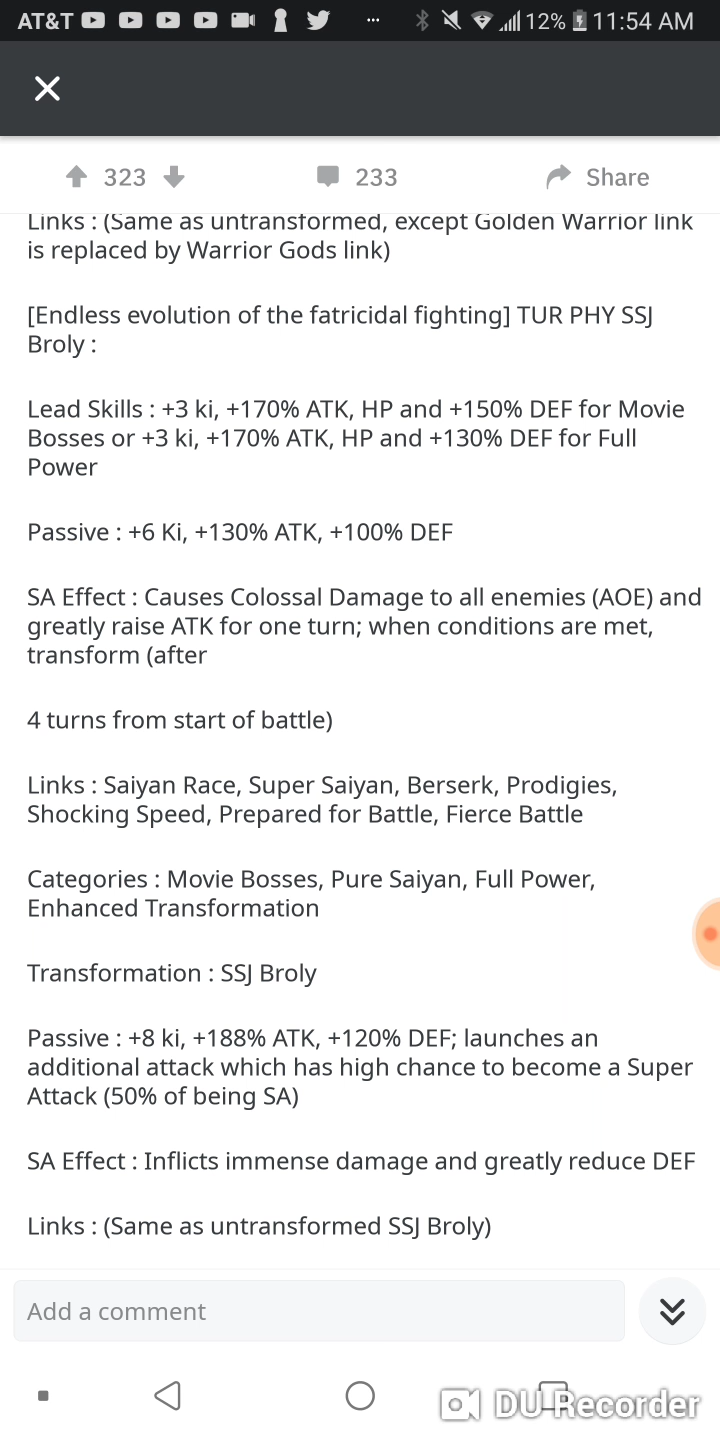 AT&T ... 12% 11:54 AM
323 233 Share
Links : (Same as untransformed, except Golden Warrior link
is replaced by Warrior Gods link)
[Endless evolution of the fatricidal fighting] TUR PHY SSJ
Broly :
Lead Skills : +3 ki, +170% ATK, HP and +150% DEF for Movie
Bosses or +3 ki, +170% ATK, HP and +130% DEF for Full
Power
Passive : +6 Ki, +130% ATK, +100% DEF
SA Effect : Causes Colossal Damage to all enemies (AOE) and
greatly raise ATK for one turn; when conditions are met,
transform (after
4 turns from start of battle)
Links : Saiyan Race, Super Saiyan, Berserk, Prodigies,
Shocking Speed, Prepared for Battle, Fierce Battle
Categories : Movie Bosses, Pure Saiyan, Full Power,
Enhanced Transformation
Transformation : SSJ Broly
Passive : +8 ki, +188% ATK, +120% DEF; launches an
additional attack which has high chance to become a Super
Attack (50% of being SA)
SA Effect : Inflicts immense damage and greatly reduce DEF
Links : (Same as untransformed SSJ Broly)
Add a comment
DU Recorder